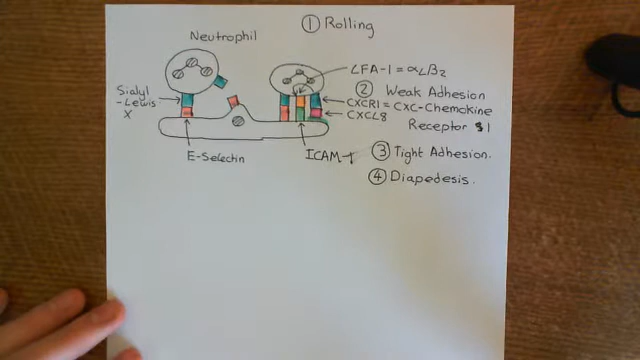 ① Rolling
Neutrophil
LFA-1 = αLβ2
② Weak Adhesion
Sialyl
-Lewis
X
CXCR1 = CXC-Chemokine
Receptor 1
CXCL8
E-Selectin
ICAM-1
③ Tight Adhesion.
④ Diapedesis.